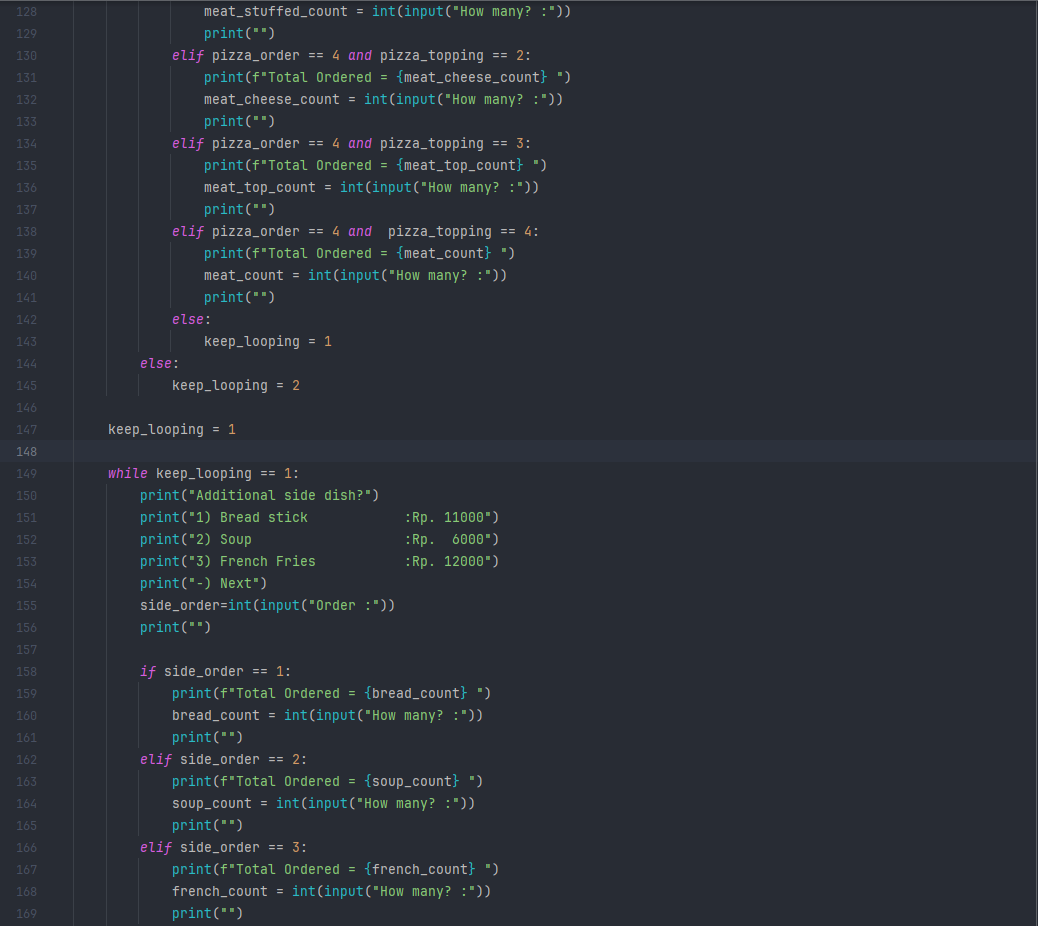 128                     meat_stuffed_count = int(input("How many? :"))
129                     print("")
130                 elif pizza_order == 4 and pizza_topping == 2:
131                     print(f"Total Ordered = {meat_cheese_count} ")
132                     meat_cheese_count = int(input("How many? :"))
133                     print("")
134                 elif pizza_order == 4 and pizza_topping == 3:
135                     print(f"Total Ordered = {meat_top_count} ")
136                     meat_top_count = int(input("How many? :"))
137                     print("")
138                 elif pizza_order == 4 and  pizza_topping == 4:
139                     print(f"Total Ordered = {meat_count} ")
140                     meat_count = int(input("How many? :"))
141                     print("")
142                 else:
143                     keep_looping = 1
144             else:
145                 keep_looping = 2
146
147         keep_looping = 1
148
149         while keep_looping == 1:
150             print("Additional side dish?")
151             print("1) Bread stick            :Rp. 11000")
152             print("2) Soup                   :Rp.  6000")
153             print("3) French Fries           :Rp. 12000")
154             print("-) Next")
155             side_order=int(input("Order :"))
156             print("")
157
158             if side_order == 1:
159                 print(f"Total Ordered = {bread_count} ")
160                 bread_count = int(input("How many? :"))
161                 print("")
162             elif side_order == 2:
163                 print(f"Total Ordered = {soup_count} ")
164                 soup_count = int(input("How many? :"))
165                 print("")
166             elif side_order == 3:
167                 print(f"Total Ordered = {french_count} ")
168                 french_count = int(input("How many? :"))
169                 print("")